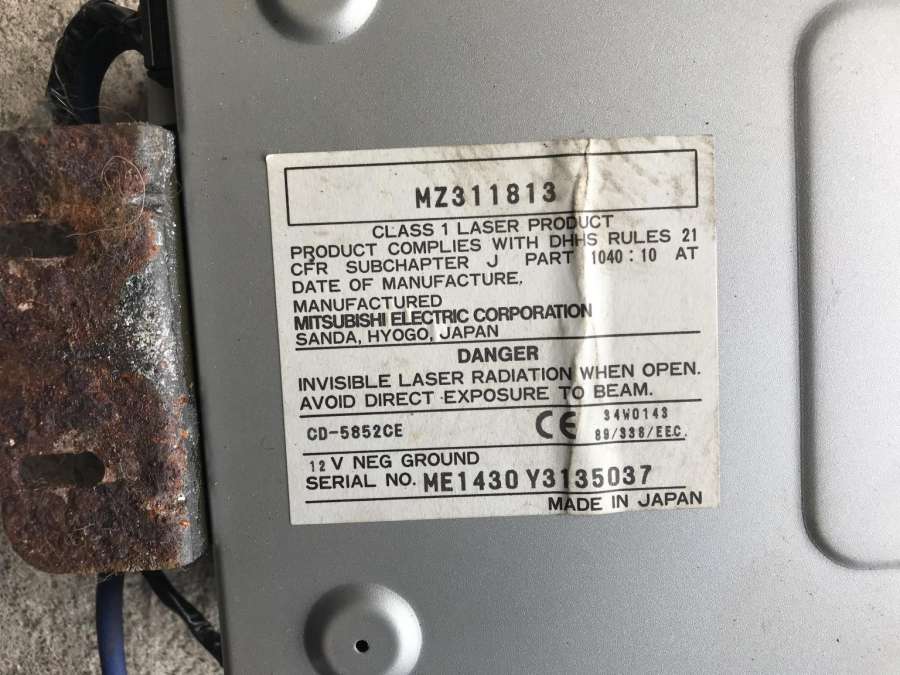 MZ311813
CLASS 1 LASER PRODUCT
PRODUCT COMPLIES WITH DHHS RULES 21
CFR SUBCHAPTER J PART 1040:10 AT
DATE OF MANUFACTURE.
MANUFACTURED
MITSUBISHI ELECTRIC CORPORATION
SANDA, HYOGO, JAPAN
DANGER
INVISIBLE LASER RADIATION WHEN OPEN.
AVOID DIRECT EXPOSURE TO BEAM.
CD-5852CE CE 34W0143
89/336/EEC.
12V NEG GROUND
SERIAL NO. ME1430 Y3135037
MADE IN JAPAN